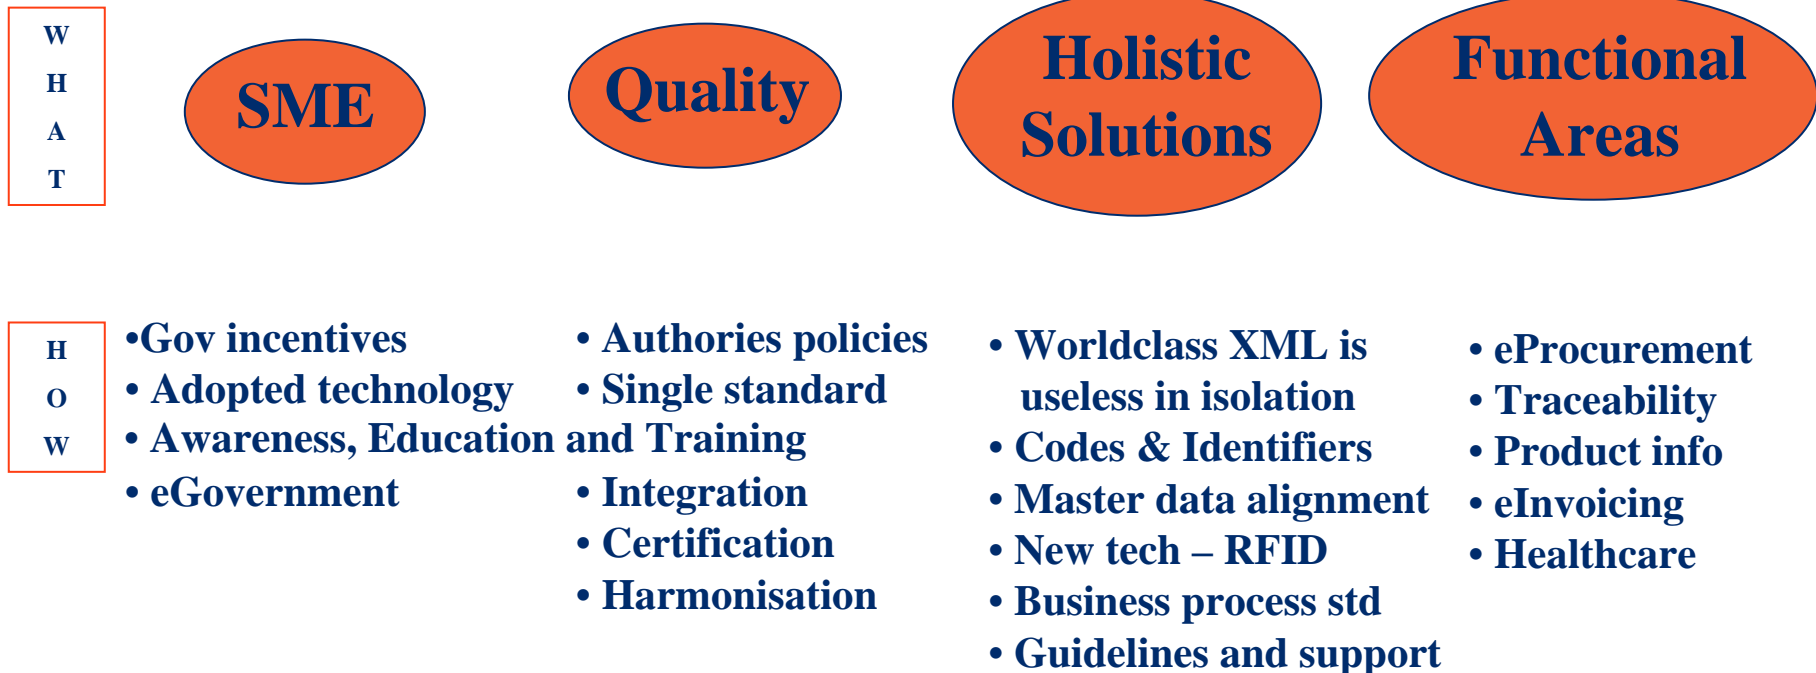 W
H
A
T
SME
Quality
Holistic
Solutions
Functional
Areas
H
O
W
•Gov incentives
• Adopted technology
• Awareness, Education and Training
• eGovernment
• Authories policies
• Single standard
• Integration
• Certification
• Harmonisation
• Worldclass XML is
useless in isolation
• Codes & Identifiers
• Master data alignment
• New tech – RFID
• Business process std
• Guidelines and support
• eProcurement
• Traceability
• Product info
• eInvoicing
• Healthcare